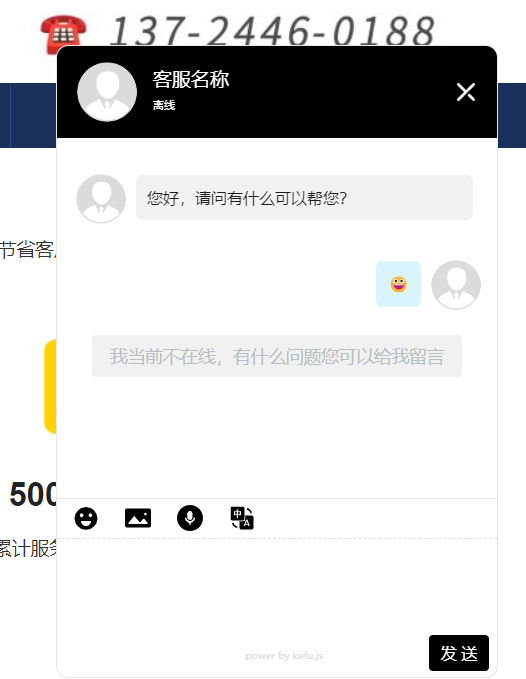 137-2446-0188
客服名称
离线
您好，请问有什么可以帮您？
节省客
我当前不在线，有什么问题您可以给我留言
500
累计服务
中
A
power by kefu.js
发 送